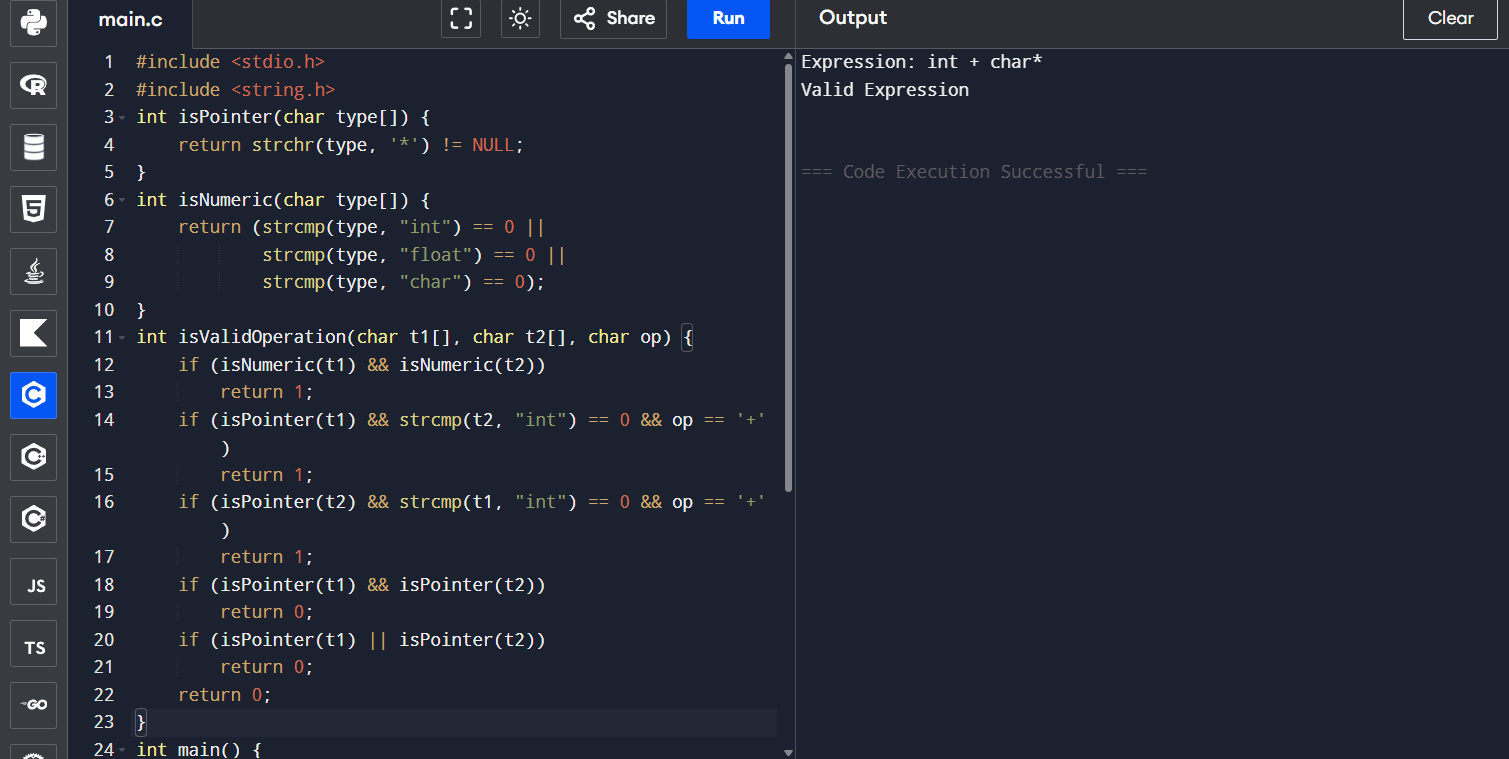 main.c
Share
Run
Output
Clear
1 #include <stdio.h>
2 #include <string.h>
3 int isPointer(char type[]) {
4     return strchr(type, '*') != NULL;
5 }
6 int isNumeric(char type[]) {
7     return (strcmp(type, "int") == 0 ||
8             strcmp(type, "float") == 0 ||
9             strcmp(type, "char") == 0);
10 }
11 int isValidOperation(char t1[], char t2[], char op) {
12     if (isNumeric(t1) && isNumeric(t2))
13         return 1;
14     if (isPointer(t1) && strcmp(t2, "int") == 0 && op == '+'
        )
15         return 1;
16     if (isPointer(t2) && strcmp(t1, "int") == 0 && op == '+'
        )
17         return 1;
18     if (isPointer(t1) && isPointer(t2))
19         return 0;
20     if (isPointer(t1) || isPointer(t2))
21         return 0;
22     return 0;
23 }
24 int main() {
Expression: int + char*
Valid Expression
=== Code Execution Successful ===
R
5
C
C
C
JS
TS
GO